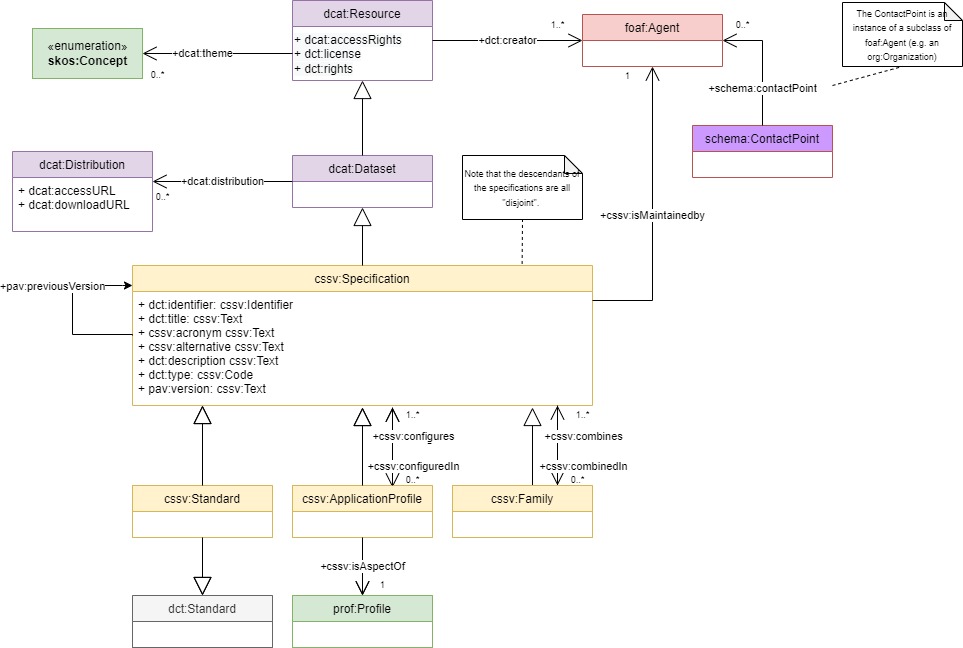 dcat:Resource
+ dcat:accessRights
+ dct:license
+ dct:rights
«enumeration»
skos:Concept
+dcat:theme
0..*
+dct:creator
1..*
foaf:Agent
0..*
1
The ContactPoint is an
instance of a subclass of
foaf:Agent (e.g. an
org:Organization)
+schema:contactPoint
schema:ContactPoint
dcat:Distribution
+ dcat:accessURL
+ dcat:downloadURL
+dcat:distribution
0..*
dcat:Dataset
Note that the descendants of
the specifications are all
"disjoint".
+cssv:isMaintainedby
+pav:previousVersion
cssv:Specification
+ dct:identifier: cssv:Identifier
+ dct:title: cssv:Text
+ cssv:acronym cssv:Text
+ cssv:alternative cssv:Text
+ dct:description cssv:Text
+ dct:type: cssv:Code
+ pav:version: cssv:Text
1..*
+cssv:configures
+cssv:configuredIn
0..*
1..*
+cssv:combines
+cssv:combinedIn
0..*
cssv:Standard
cssv:ApplicationProfile
cssv:Family
+cssv:isAspectOf
1
dct:Standard
prof:Profile